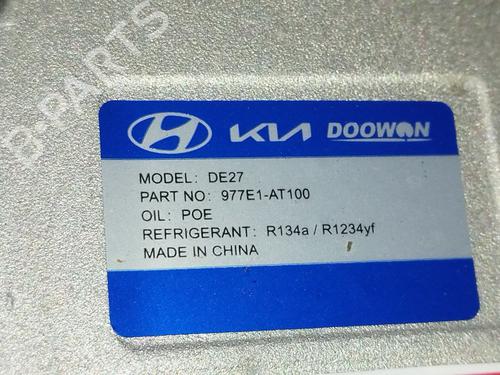 B-PARTS
KIA DOOWON
MODEL: DE27
PART NO: 977E1-AT100
OIL: POE
REFRIGERANT: R134a / R1234yf
MADE IN CHINA